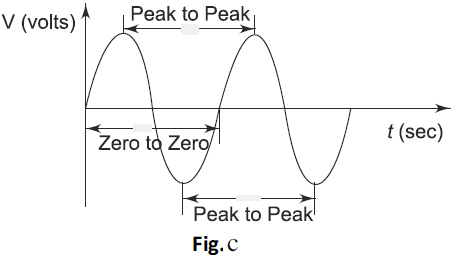 Peak to Peak
V (volts)
t (sec)
Zero to Zero
Peak to Peak
Fig. c